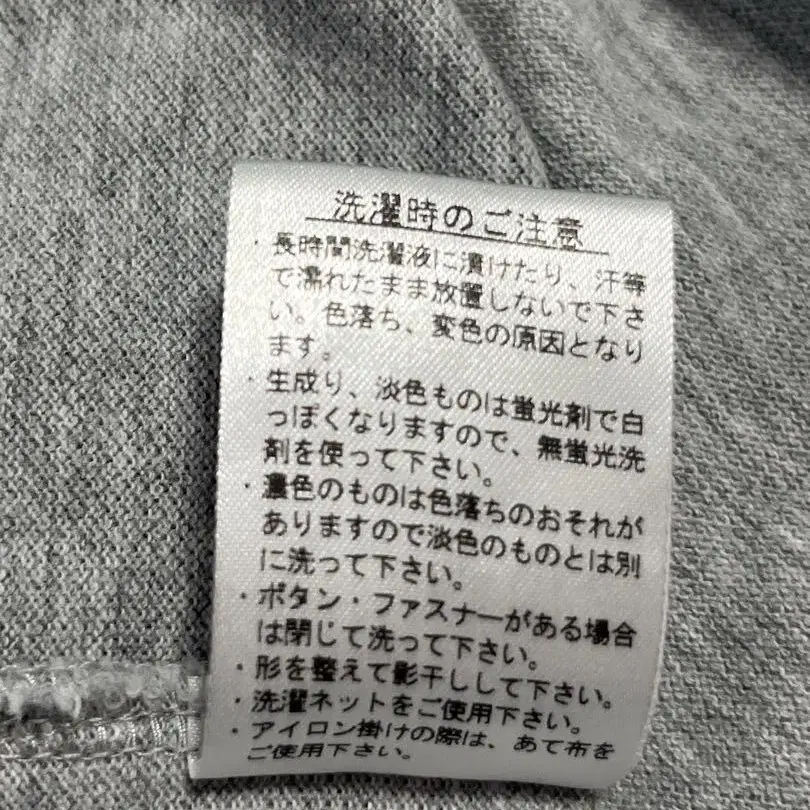 洗濯時のご注意
・長時間洗濯液に漬けたり、汗等
で濡れたまま放置しないで下さ
い。色落ち、変色の原因となり
ます。
・生成り、淡色ものは蛍光剤で白
っぽくなりますので、無蛍光洗
剤を使って下さい。
・濃色のものは色落ちのおそれが
ありますので淡色のものとは別
に洗って下さい。
・ボタン・ファスナーがある場合
は閉じて洗って下さい。
・形を整えて影干しして下さい。
・洗濯ネットをご使用下さい。
・アイロン掛けの際は、あて布を
ご使用下さい。